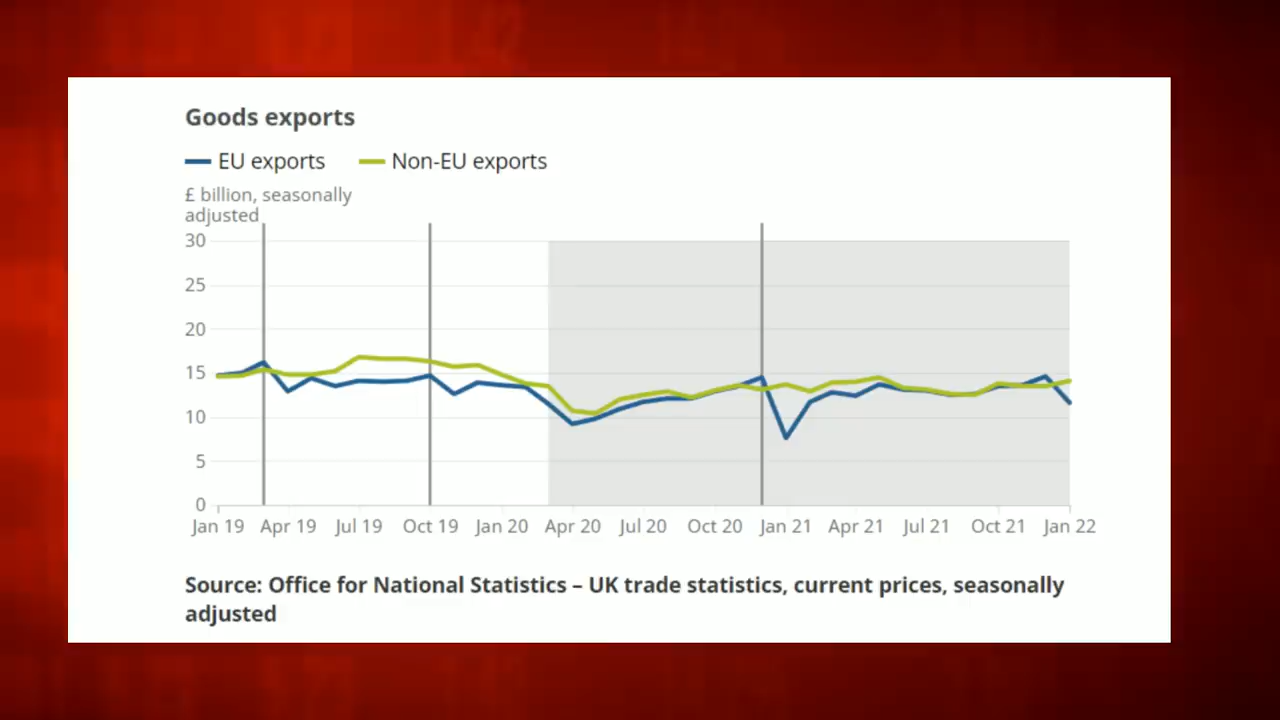 Goods exports
EU exports Non-EU exports
£ billion, seasonally
adjusted
30
25
20
15
10
5
0
Jan 19 Apr 19 Jul 19 Oct 19 Jan 20 Apr 20 Jul 20 Oct 20 Jan 21 Apr 21 Jul 21 Oct 21 Jan 22
Source: Office for National Statistics – UK trade statistics, current prices, seasonally
adjusted